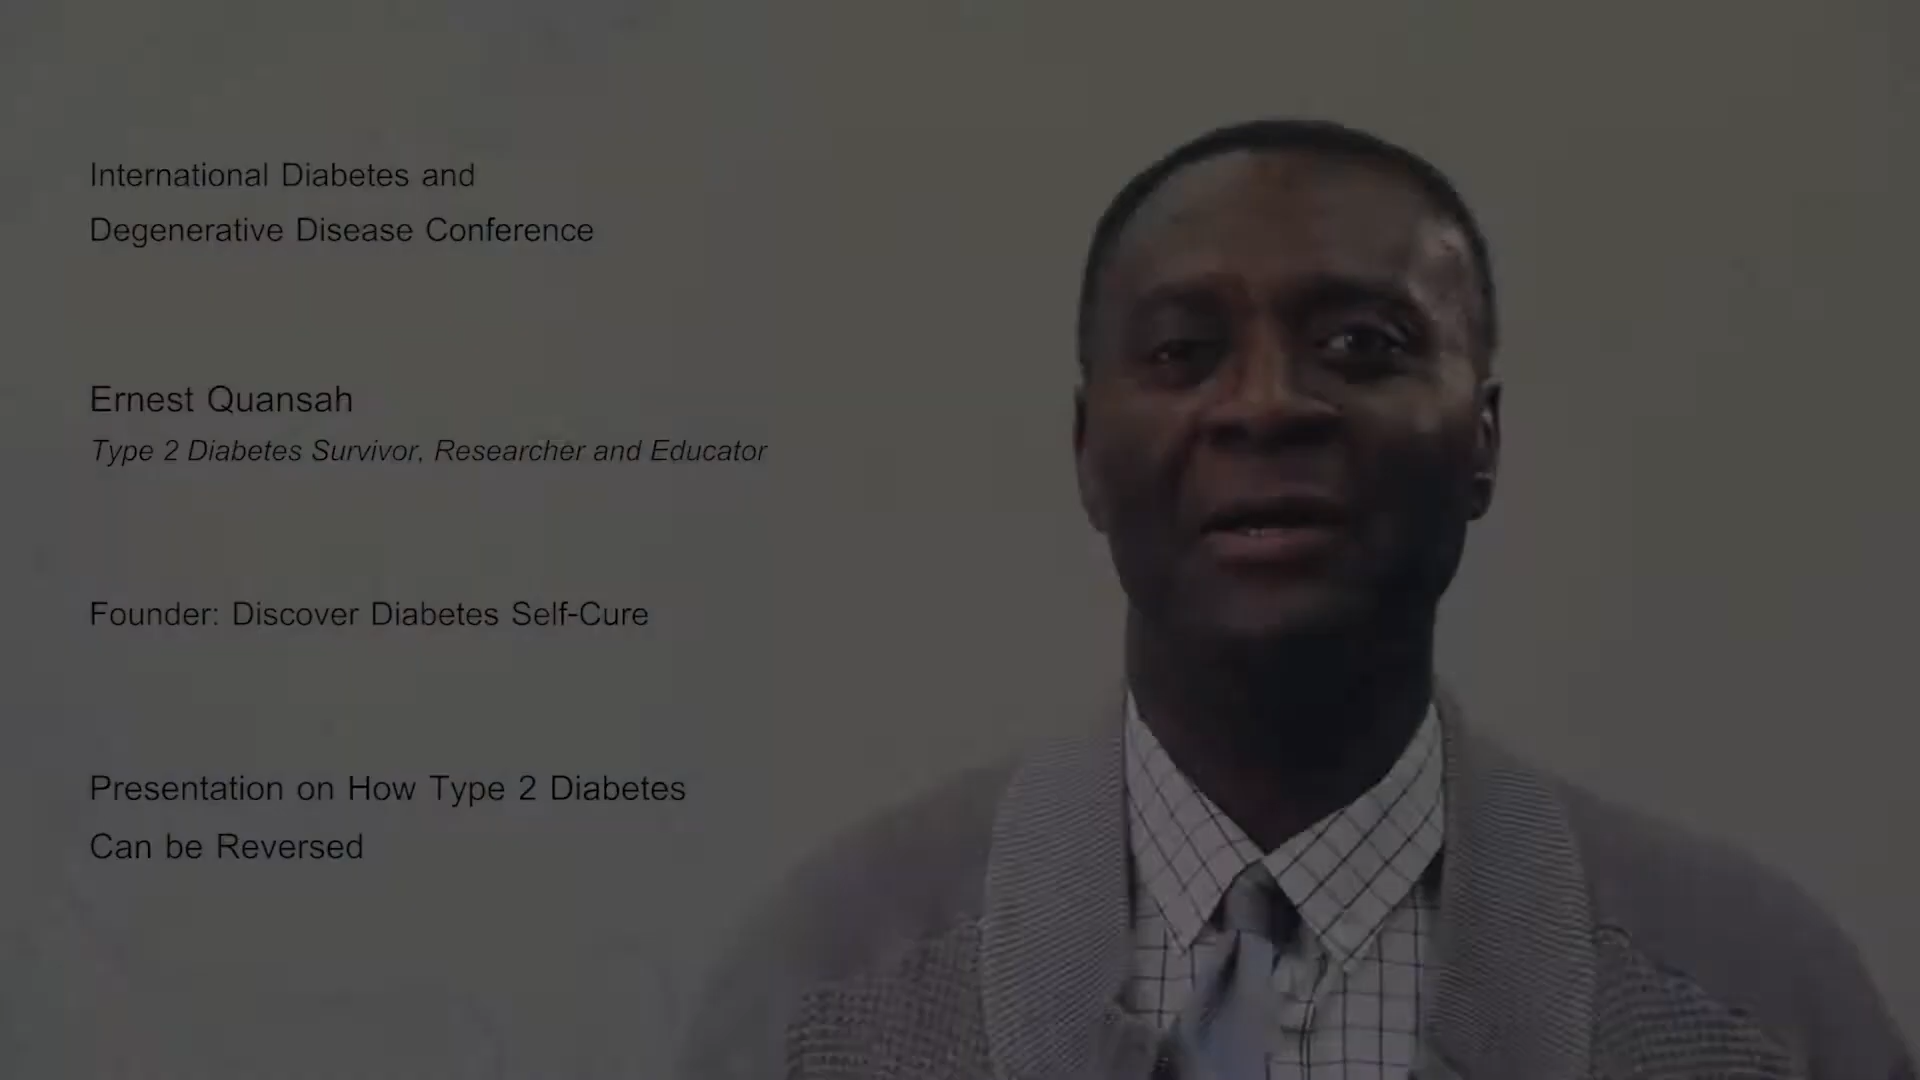 International Diabetes and
Degenerative Disease Conference
Ernest Quansah
Type 2 Diabetes Survivor, Researcher and Educator
Founder: Discover Diabetes Self-Cure
Presentation on How Type 2 Diabetes
Can be Reversed